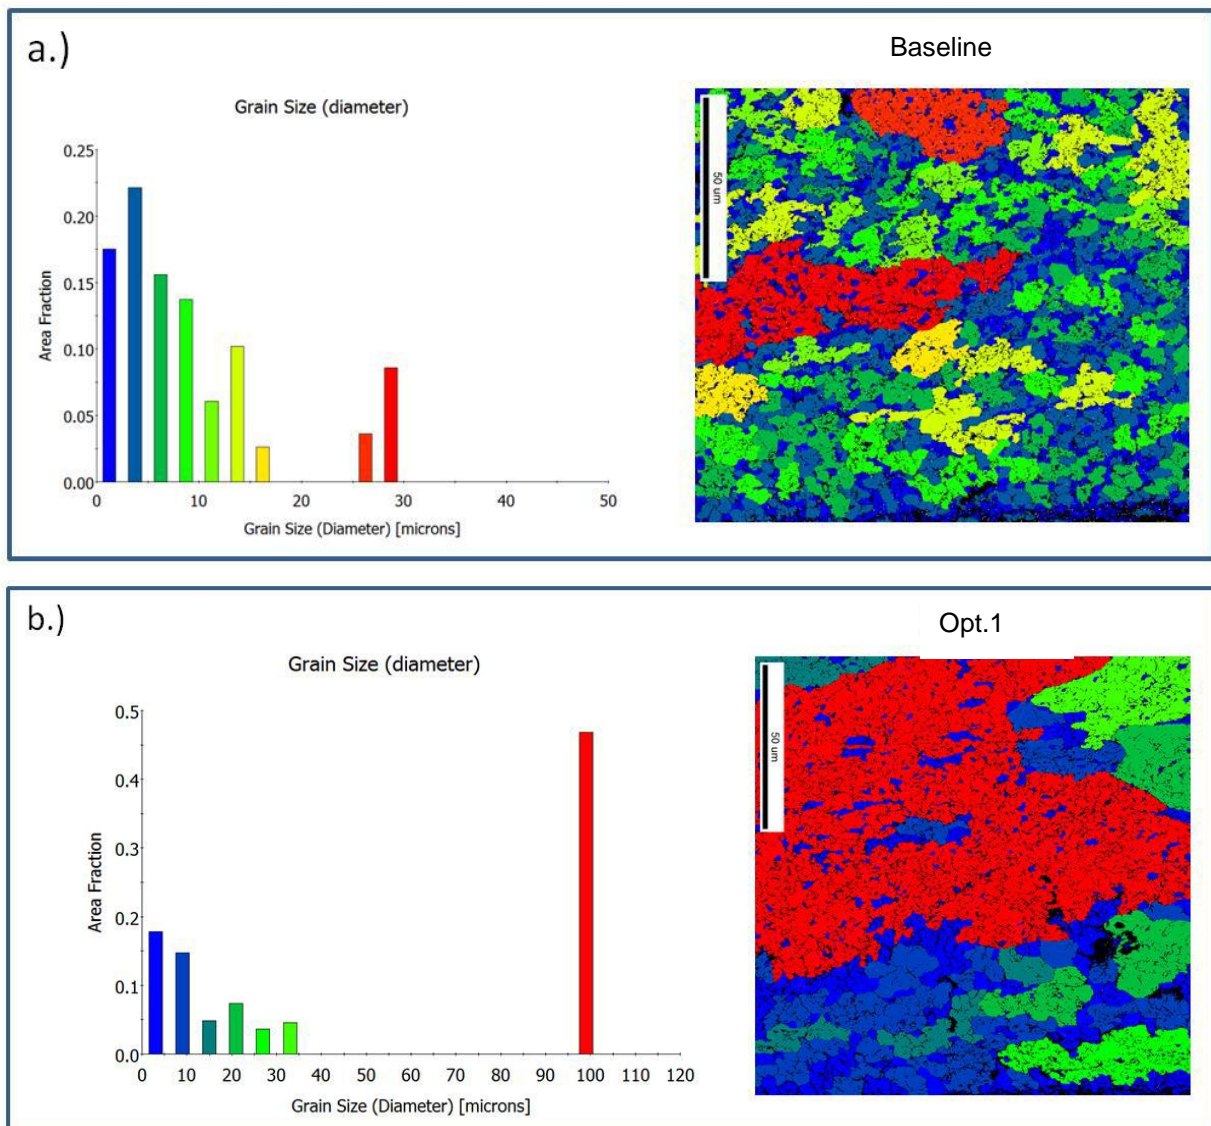 a.)
Baseline
Grain Size (diameter)
0.25
0.20
0.15
0.10
0.05
0.00
Area Fraction
0 10 20 30 40 50
Grain Size (Diameter) [microns]
50 um
b.)
Opt.1
Grain Size (diameter)
0.5
0.4
0.3
0.2
0.1
0.0
Area Fraction
0 10 20 30 40 50 60 70 80 90 100 110 120
Grain Size (Diameter) [microns]
50 um